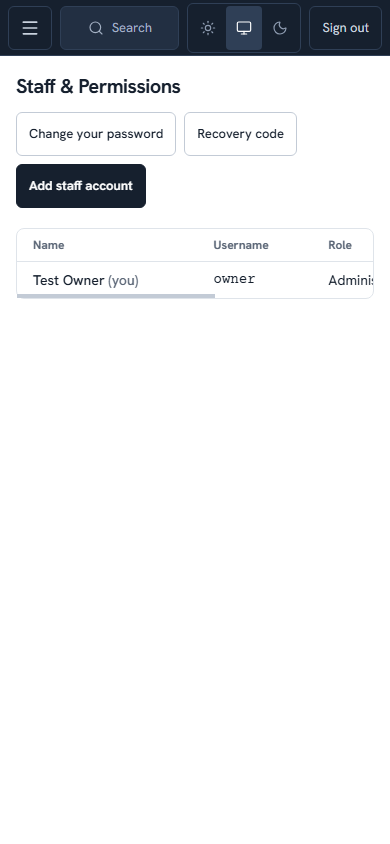 Search
Sign out
Staff & Permissions
Change your password
Recovery code
Add staff account
Name Username Role
Test Owner (you) owner Adminis